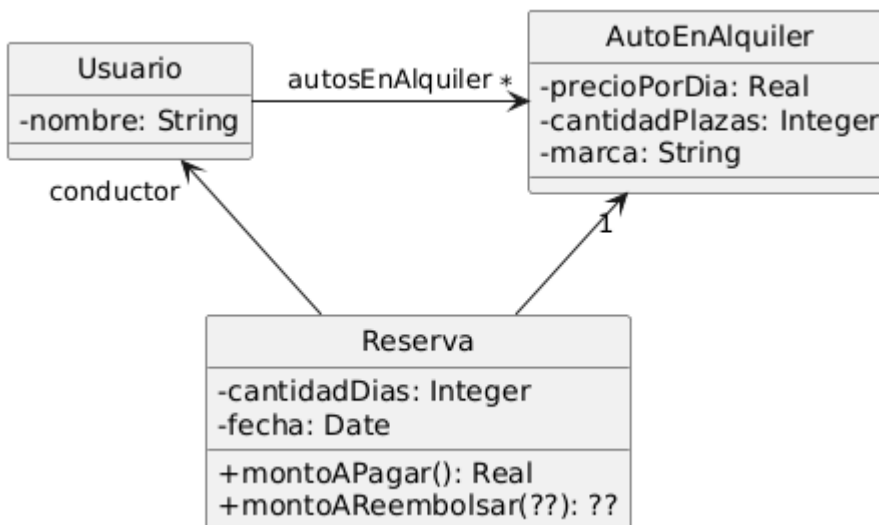 Usuario
-nombre: String
autosEnAlquiler *
AutoEnAlquiler
-precioPorDia: Real
-cantidadPlazas: Integer
-marca: String
conductor
1
Reserva
-cantidadDias: Integer
-fecha: Date
+montoAPagar(): Real
+montoAReembolsar(??): ??